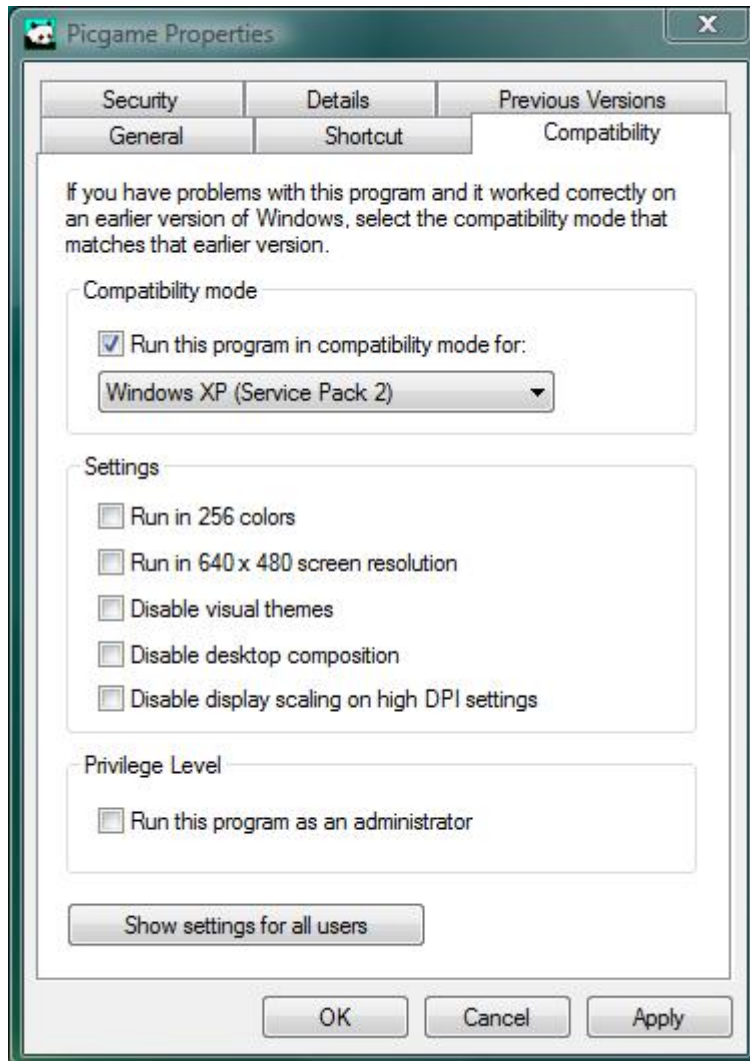 Picgame Properties
Security Details Previous Versions
General Shortcut Compatibility
If you have problems with this program and it worked correctly on
an earlier version of Windows, select the compatibility mode that
matches that earlier version.
Compatibility mode
Run this program in compatibility mode for:
Windows XP (Service Pack 2)
Settings
Run in 256 colors
Run in 640 x 480 screen resolution
Disable visual themes
Disable desktop composition
Disable display scaling on high DPI settings
Privilege Level
Run this program as an administrator
Show settings for all users
OK Cancel Apply